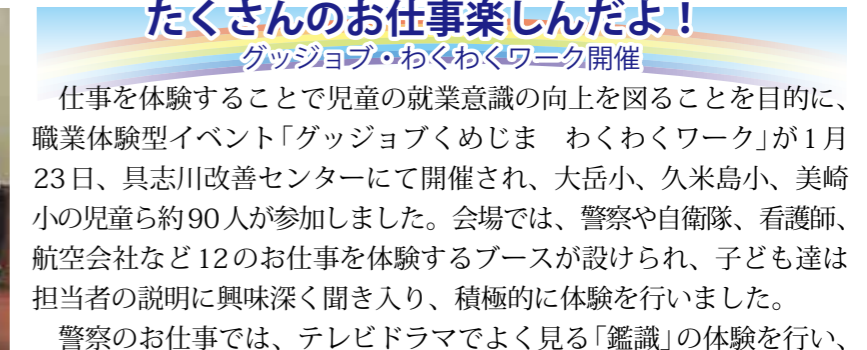 たくさんのお仕事楽しんだよ！
グッジョブ・わくわくワーク開催
　仕事を体験することで児童の就業意識の向上を図ることを目的に、
職業体験型イベント「グッジョブくめじま　わくわくワーク」が１月
23日、具志川改善センターにて開催され、大岳小、久米島小、美崎
小の児童ら約90人が参加しました。会場では、警察や自衛隊、看護師、
航空会社など12のお仕事を体験するブースが設けられ、子ども達は
担当者の説明に興味深く聞き入り、積極的に体験を行いました。
　警察のお仕事では、テレビドラマでよく見る「鑑識」の体験を行い、